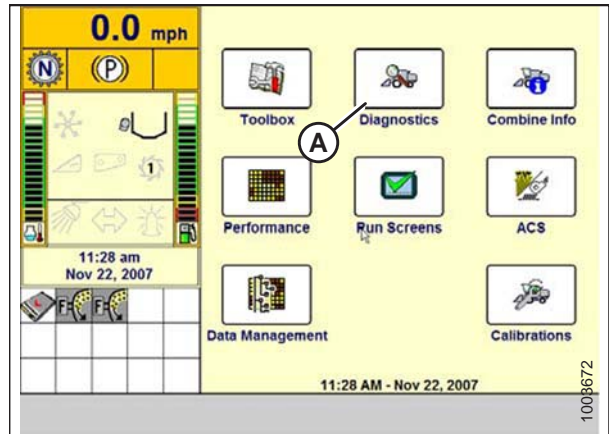 0.0 mph
N (P)
1
11:28 am
Nov 22, 2007
F F
Toolbox Diagnostics Combine Info
A
Performance Run Screens ACS
Data Management Calibrations
11:28 AM - Nov 22, 2007
1003672